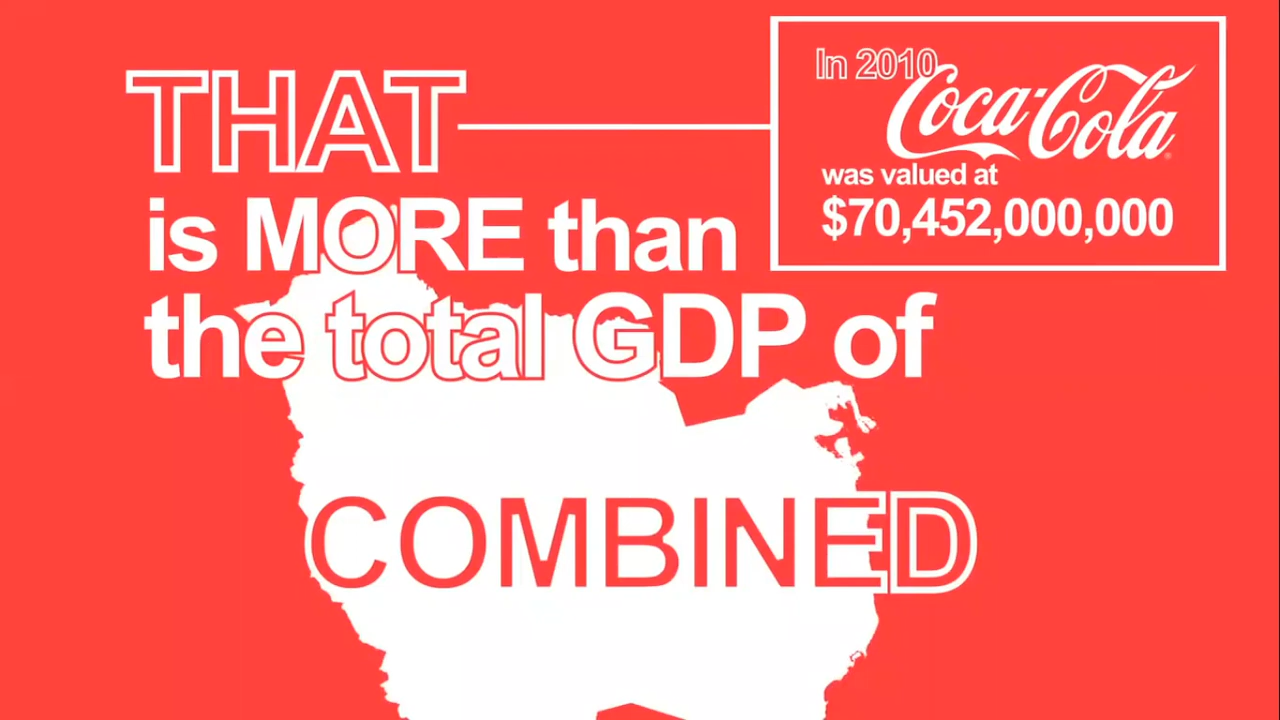 THAT
is MORE than
the total GDP of
COMBINED
In 2010
Coca-Cola
was valued at
$70,452,000,000